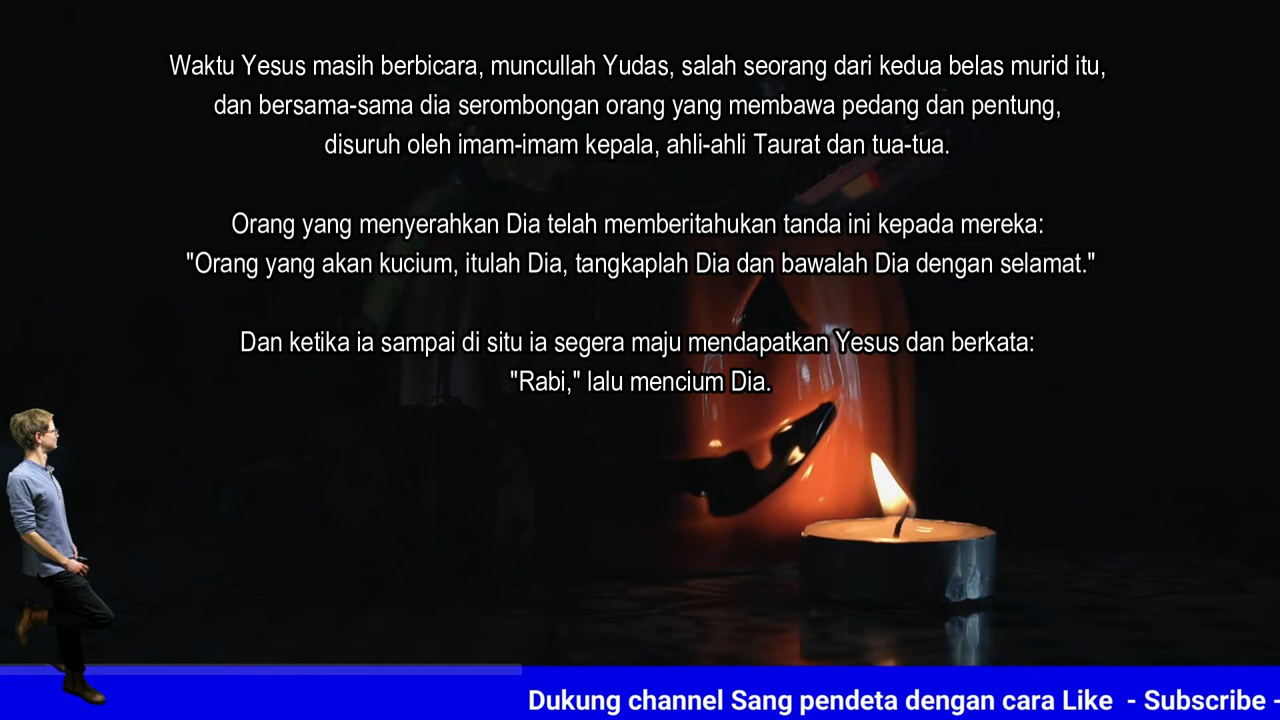 Waktu Yesus masih berbicara, muncullah Yudas, salah seorang dari kedua belas murid itu,
dan bersama-sama dia serombongan orang yang membawa pedang dan pentung,
disuruh oleh imam-imam kepala, ahli-ahli Taurat dan tua-tua.
Orang yang menyerahkan Dia telah memberitahukan tanda ini kepada mereka:
"Orang yang akan kucium, itulah Dia, tangkaplah Dia dan bawalah Dia dengan selamat."
Dan ketika ia sampai di situ ia segera maju mendapatkan Yesus dan berkata:
"Rabi," lalu mencium Dia.
Dukung channel Sang pendeta dengan cara Like - Subscribe -